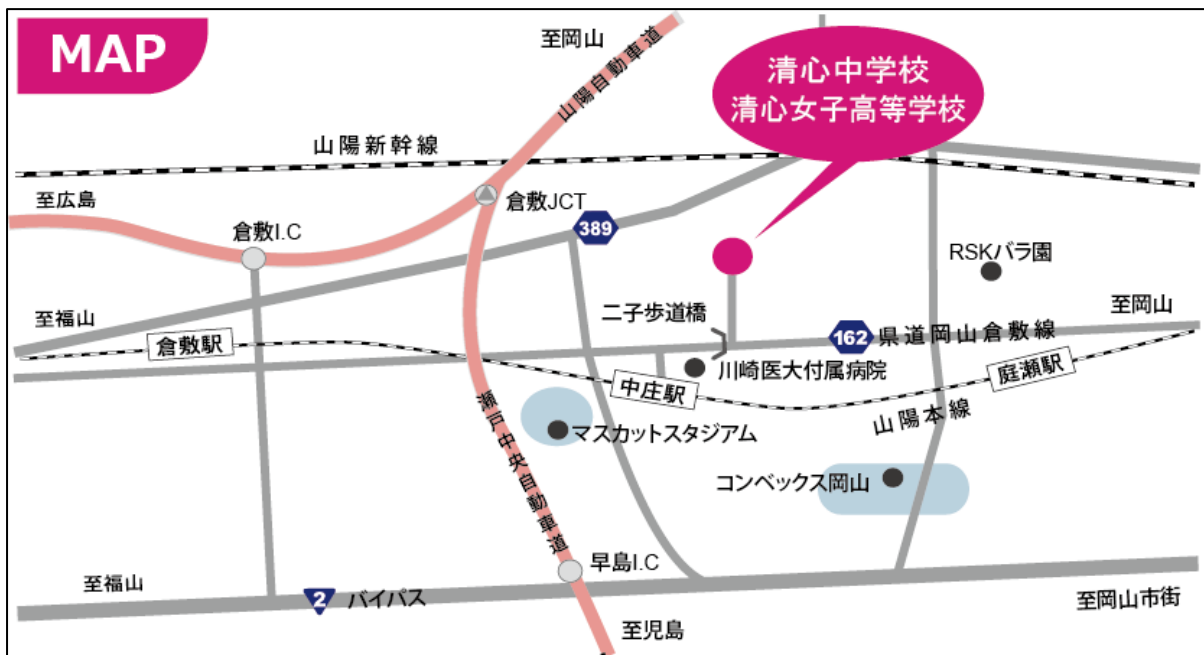 MAP
至岡山
山陽自動車道
清心中学校
清心女子高等学校
山陽新幹線
至広島
倉敷JCT
倉敷I.C
389
RSKバラ園
至岡山
二子歩道橋
至福山
倉敷駅
162 県道岡山倉敷線
川崎医大付属病院
庭瀬駅
中庄駅
山陽本線
瀬戸中央自動車道
マスカットスタジアム
コンベックス岡山
早島I.C
至福山
2 バイパス
至岡山市街
至児島